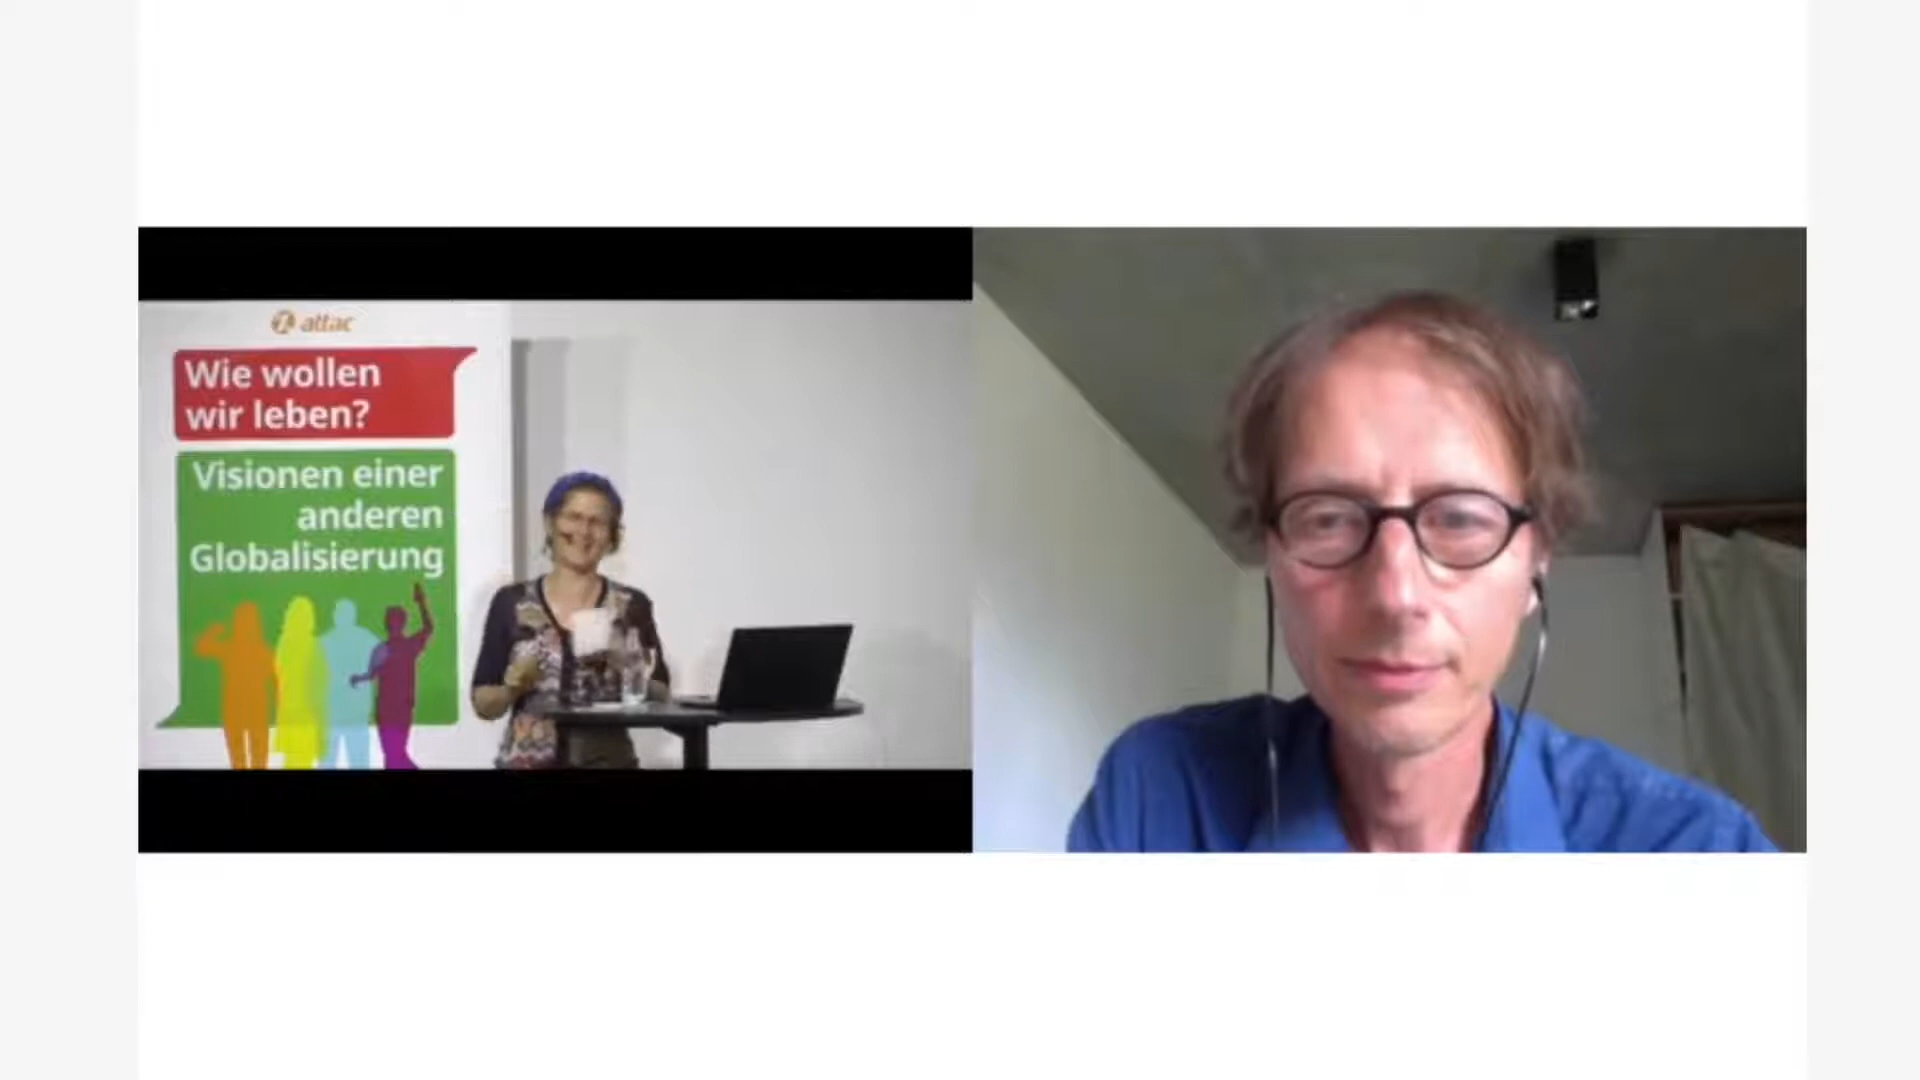 attac
Wie wollen
wir leben?
Visionen einer
anderen
Globalisierung